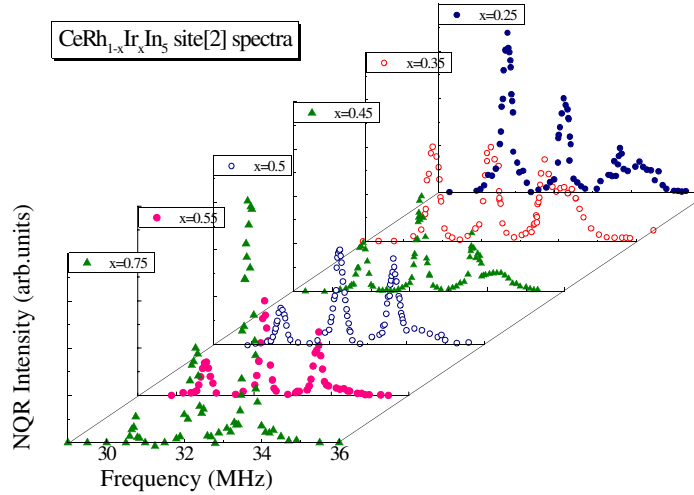 CeRh1-xIrxIn5 site[2] spectra
x=0.25
x=0.35
x=0.45
x=0.5
x=0.55
x=0.75
NQR Intensity (arb.units)
30 32 34 36
Frequency (MHz)